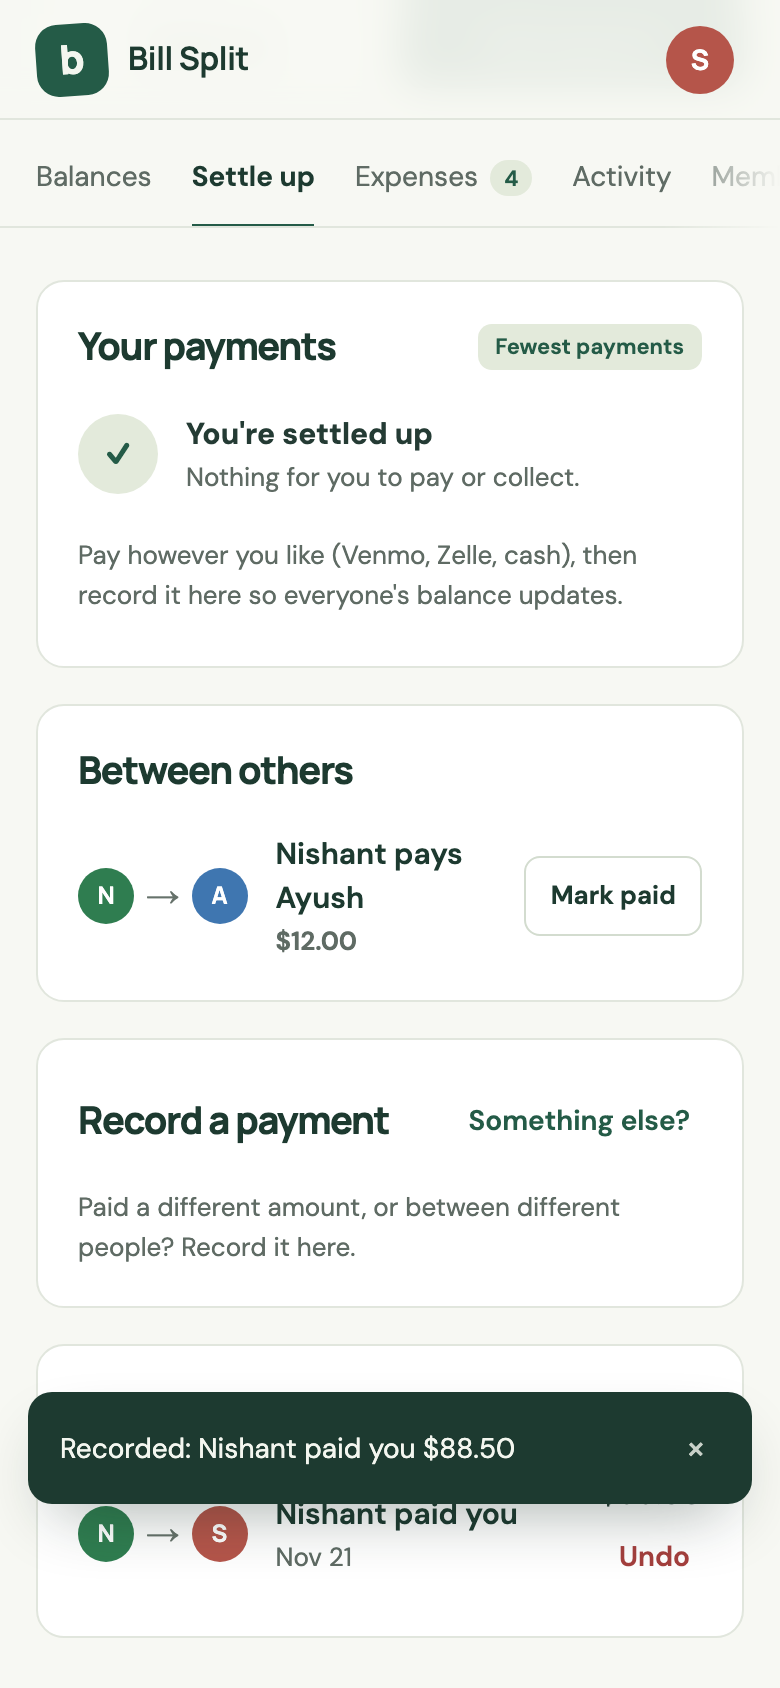 b Bill Split S
Balances Settle up Expenses 4 Activity Mem
Your payments Fewest payments
You're settled up
Nothing for you to pay or collect.
Pay however you like (Venmo, Zelle, cash), then
record it here so everyone's balance updates.
Between others
N → A
Nishant pays
Ayush
$12.00
Mark paid
Record a payment Something else?
Paid a different amount, or between different
people? Record it here.
Recorded: Nishant paid you $88.50 ×
N → S
Nishant paid you
Nov 21
Undo